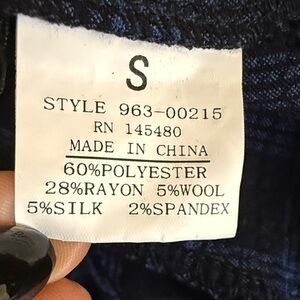 S
STYLE 963-00215
RN 145480
MADE IN CHINA
60%POLYESTER
28%RAYON 5%WOOL
5%SILK 2%SPANDEX